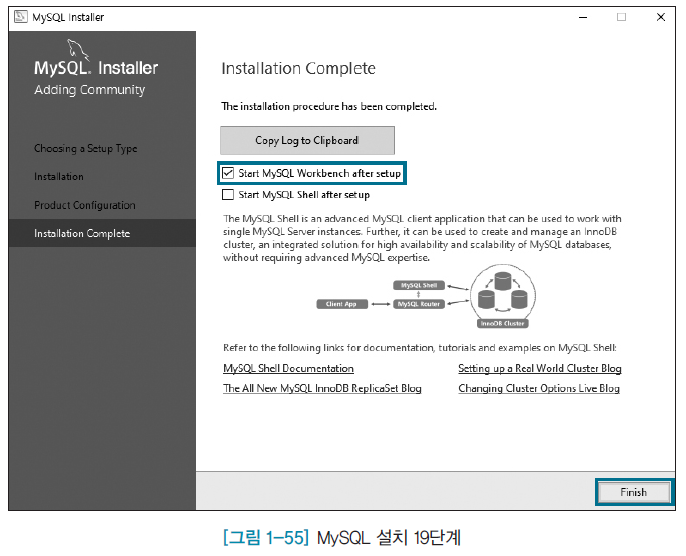 MySQL Installer
MySQL. Installer
Adding Community
Choosing a Setup Type
Installation
Product Configuration
Installation Complete
Installation Complete
The installation procedure has been completed.
Copy Log to Clipboard
Start MySQL Workbench after setup
Start MySQL Shell after setup
The MySQL Shell is an advanced MySQL client application that can be used to work with
single MySQL Server instances. Further, it can be used to create and manage an InnoDB
cluster, an integrated solution for high availability and scalability of MySQL databases,
without requiring advanced MySQL expertise.
MySQL Shell
Client App
MySQL Router
InnoDB Cluster
Refer to the following links for documentation, tutorials and examples on MySQL Shell:
MySQL Shell Documentation
Setting up a Real World Cluster Blog
The All New MySQL InnoDB ReplicaSet Blog
Changing Cluster Options Live Blog
Finish
[그림 1-55] MySQL 설치 19단계